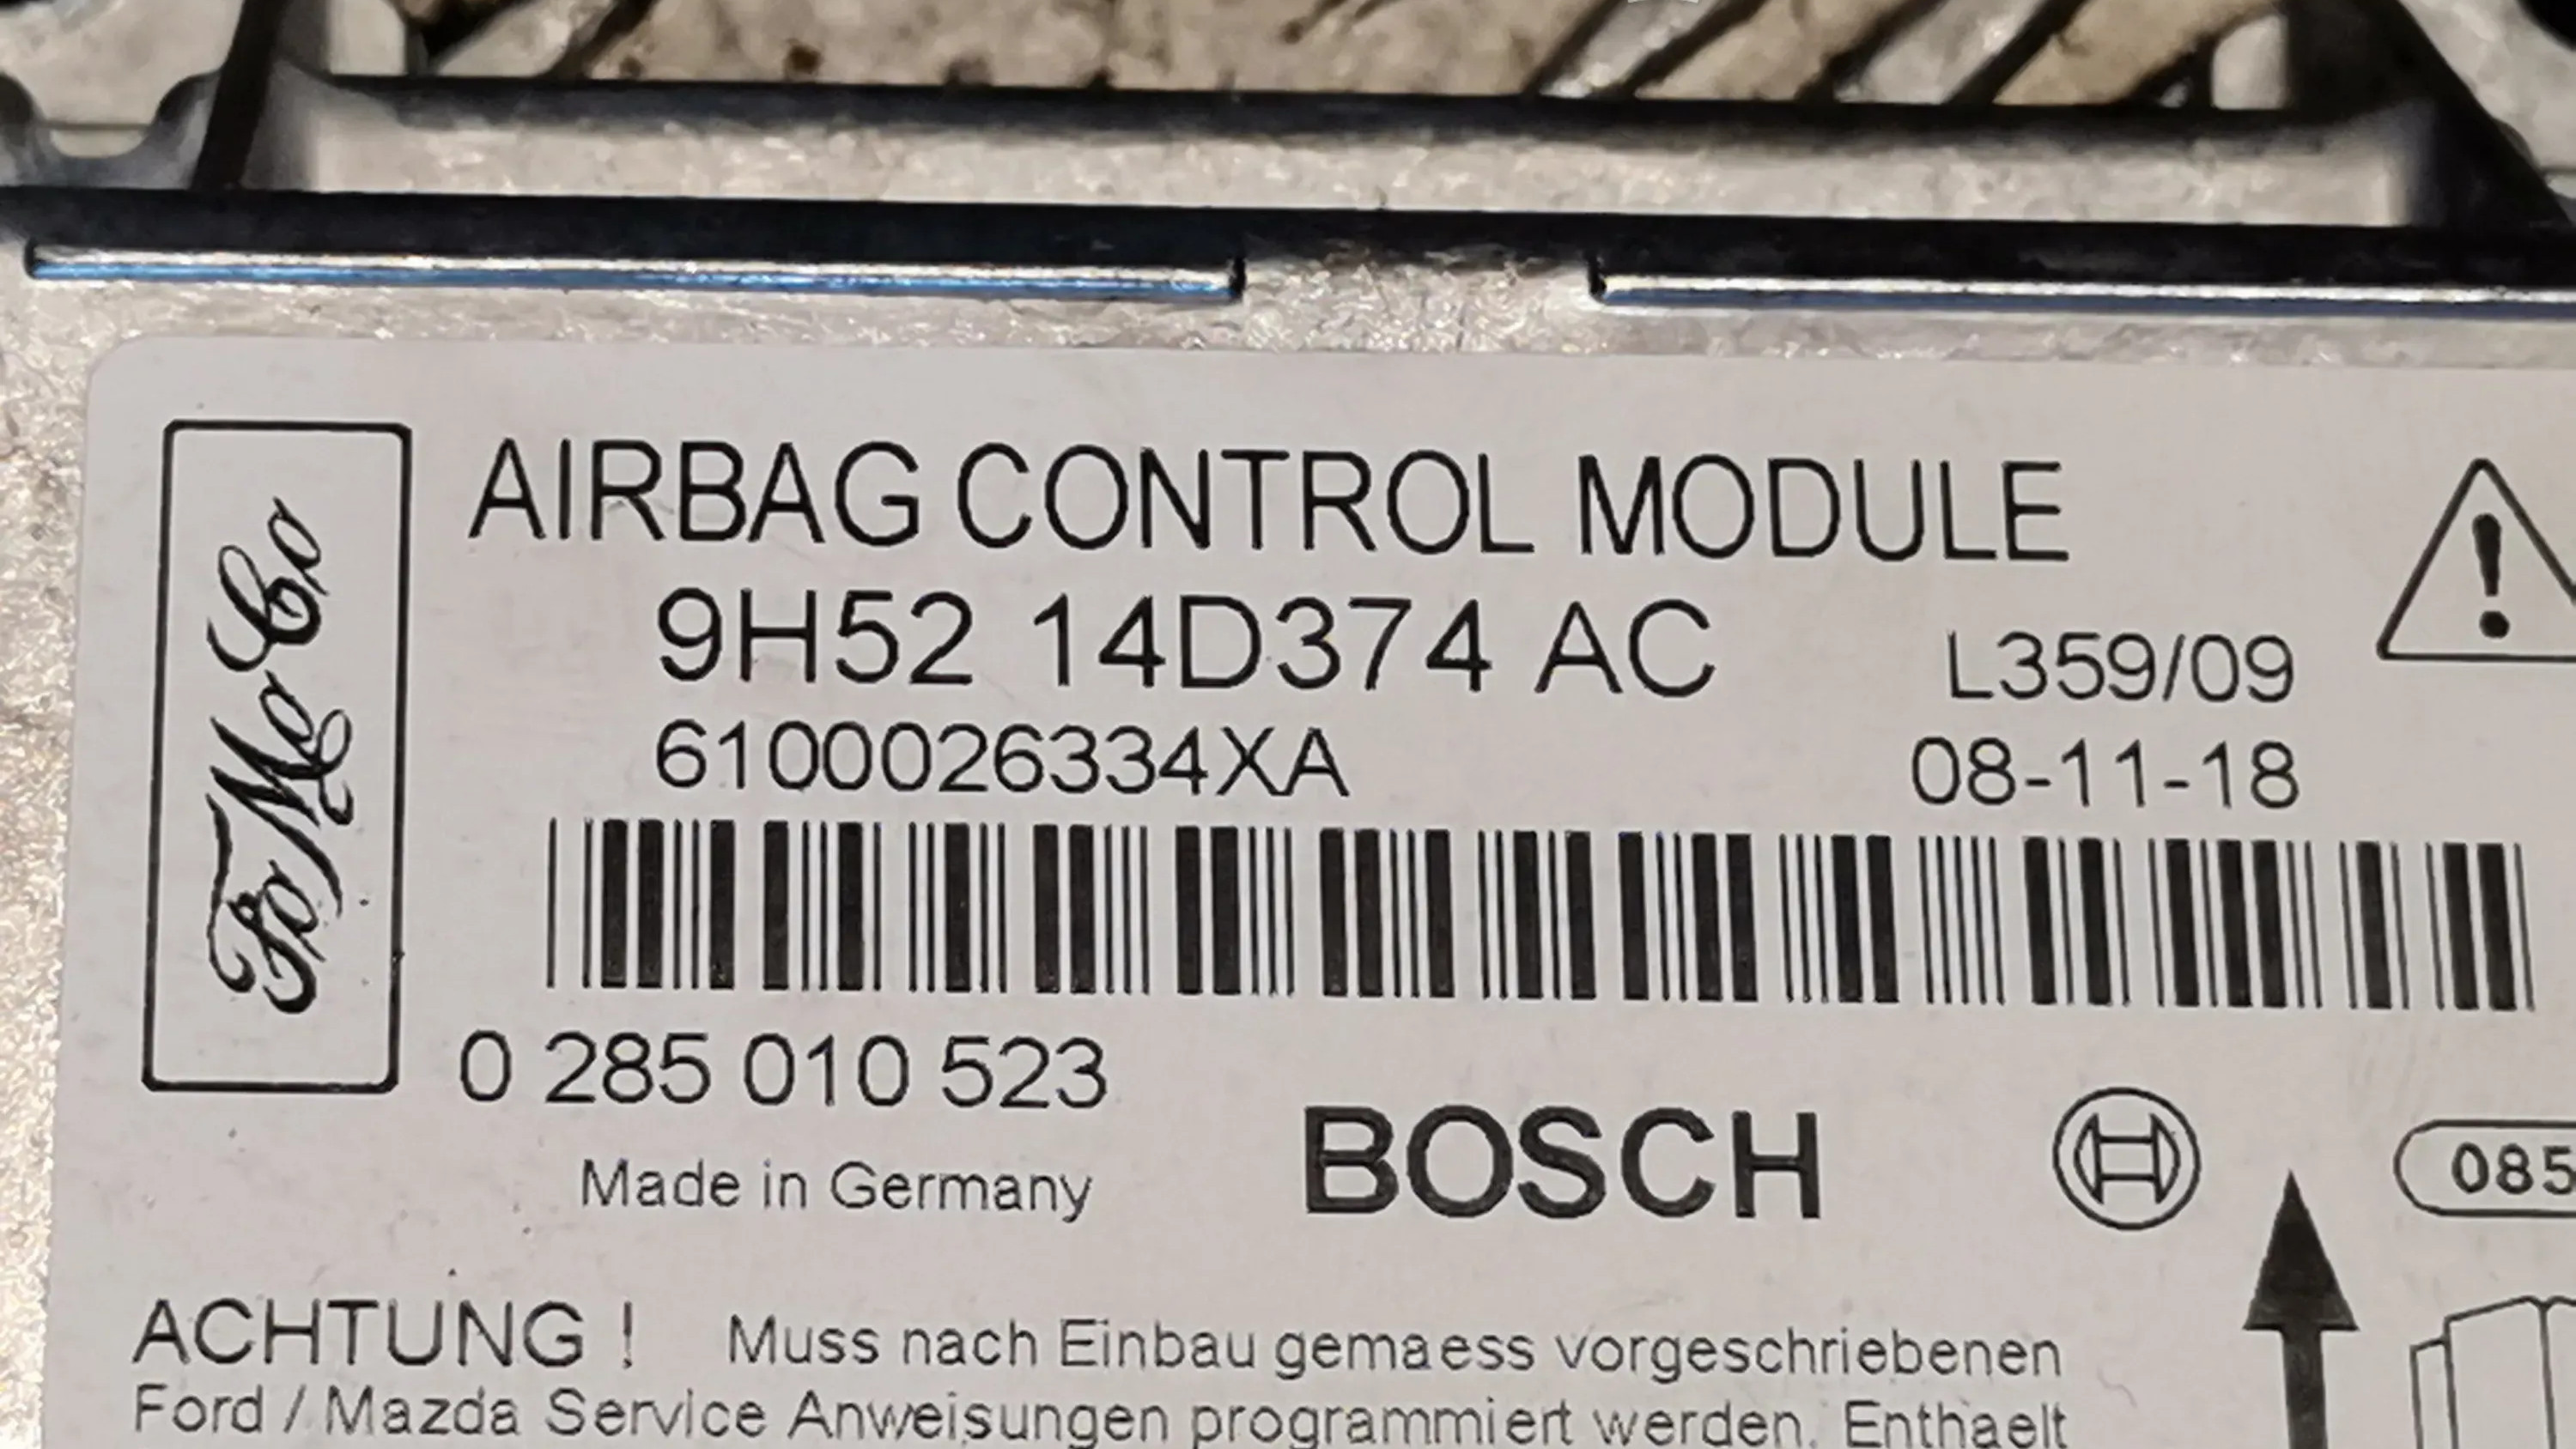 FoMoCo
AIRBAG CONTROL MODULE
9H52 14D374 AC
L359/09
6100026334XA
08-11-18
0 285 010 523
Made in Germany
BOSCH
085
ACHTUNG ! Muss nach Einbau gemaess vorgeschriebenen
Ford / Mazda Service Anweisungen programmiert werden. Enthaelt